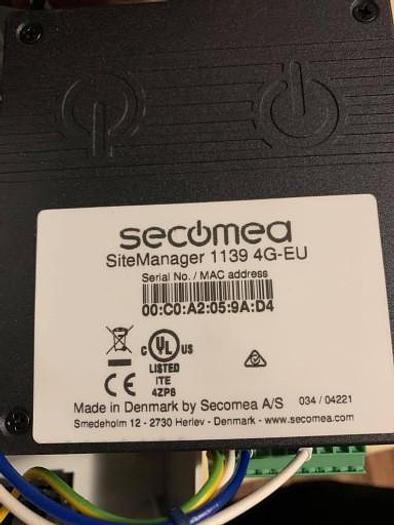 secomea
SiteManager 1139 4G-EU
Serial No. / MAC address
00:C0:A2:05:9A:D4
C UL US
LISTED
ITE
4ZP8
CE
Made in Denmark by Secomea A/S 034 / 04221
Smedeholm 12 - 2730 Herlev - Denmark - www.secomea.com